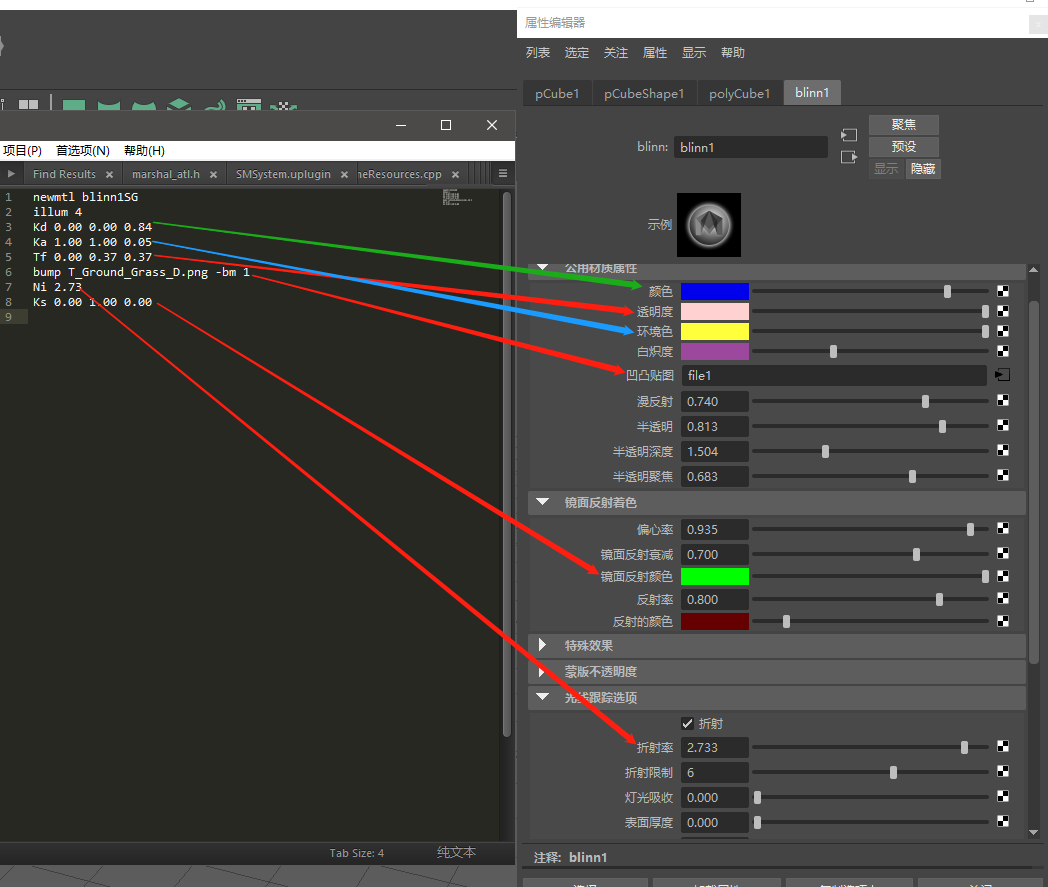 属性编辑器
列表 选定 关注 属性 显示 帮助
pCube1 pCubeShape1 polyCube1 blinn1
blinn: blinn1
聚焦
预设
显示 隐藏
示例
公用材质属性
颜色
透明度
环境色
白炽度
凹凸贴图 file1
漫反射 0.740
半透明 0.813
半透明深度 1.504
半透明聚焦 0.683
镜面反射着色
偏心率 0.935
镜面反射衰减 0.700
镜面反射颜色
反射率 0.800
反射的颜色
特殊效果
蒙版不透明度
光线跟踪选项
折射
折射率 2.733
折射限制 6
灯光吸收 0.000
表面厚度 0.000
注释: blinn1
项目(P) 首选项(N) 帮助(H)
Find Results marshal_atl.h SMSystem.uplugin heResources.cpp
1 newmtl blinn1SG
2 illum 4
3 Kd 0.00 0.00 0.84
4 Ka 1.00 1.00 0.05
5 Tf 0.00 0.37 0.37
6 bump T_Ground_Grass_D.png -bm 1
7 Ni 2.73
8 Ks 0.00 1.00 0.00
9
Tab Size: 4 纯文本